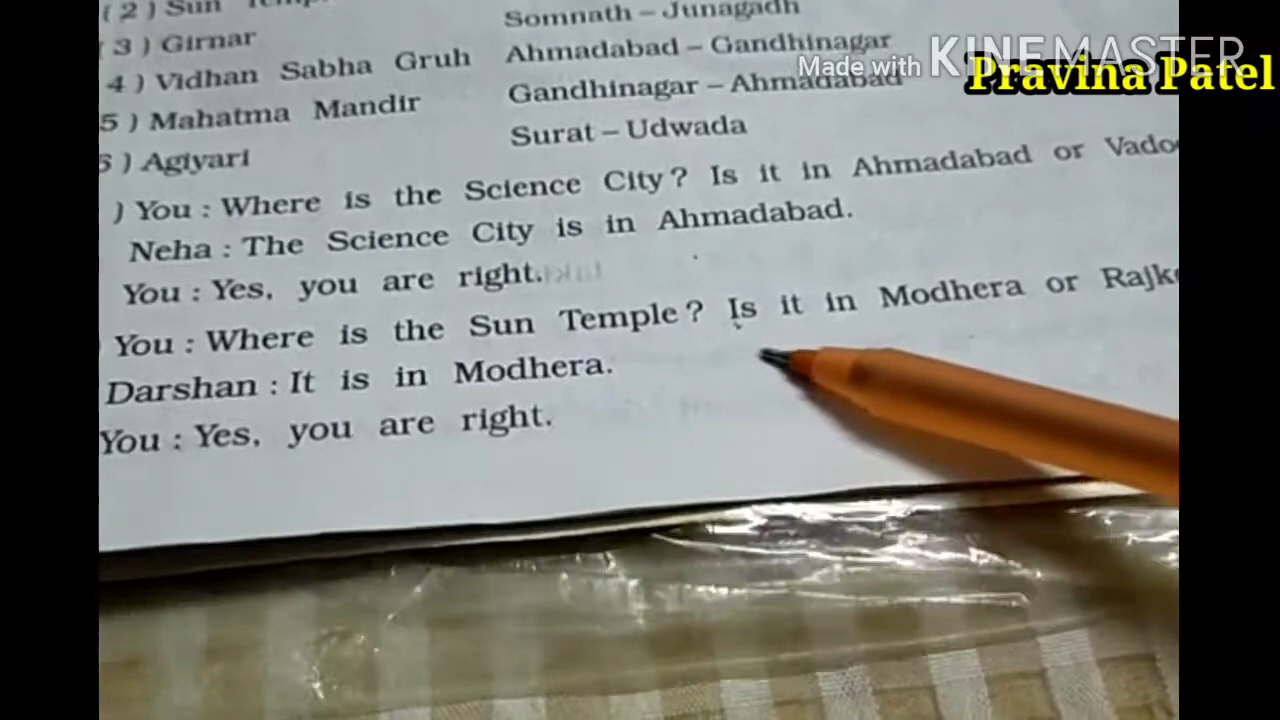 ( 2 ) Sun
Somnath – Junagadh
( 3 ) Girnar
Ahmadabad – Gandhinagar
4 ) Vidhan Sabha Gruh
Gandhinagar – Ahmadabad
5 ) Mahatma Mandir
Surat – Udwada
) Agiyari
) You : Where is the Science City ? Is it in Ahmadabad or
Neha : The Science City is in Ahmadabad.
You : Yes, you are right.
You : Where is the Sun Temple ? Is it in Modhera or
Darshan : It is in Modhera.
You : Yes, you are right.
Made with KINEMASTER
Pravina Patel